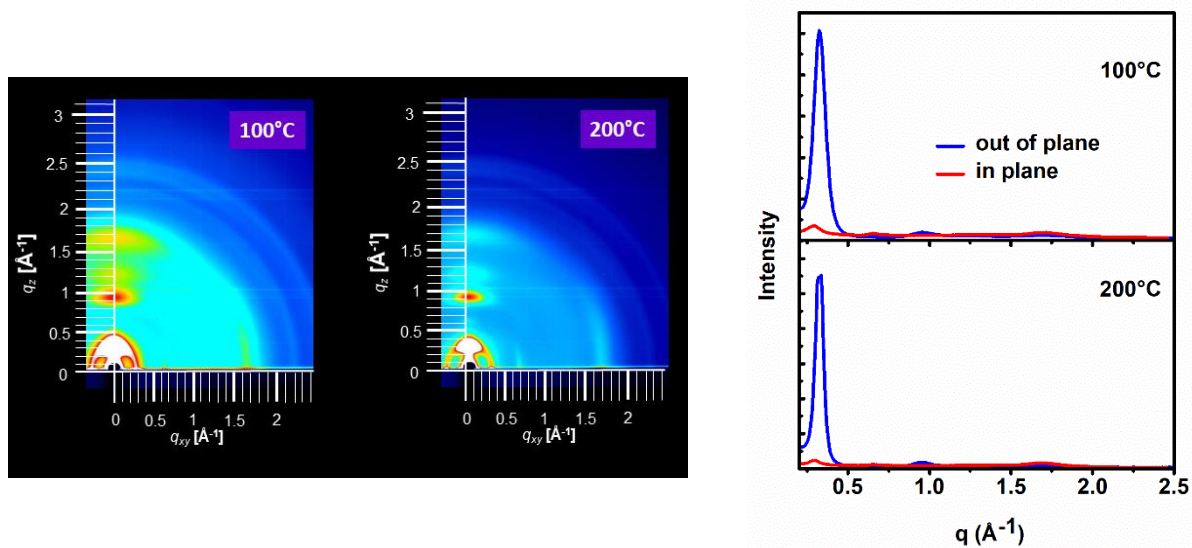 100°C
3
2.5
2
1.5
1
0.5
0
qz [Å-1]
0 0.5 1 1.5 2
qxy [Å-1]
200°C
3
2.5
2
1.5
1
0.5
0
qz [Å-1]
0 0.5 1 1.5 2
qxy [Å-1]
100°C
out of plane
in plane
200°C
Intensity
0.5 1.0 1.5 2.0 2.5
q (Å-1)